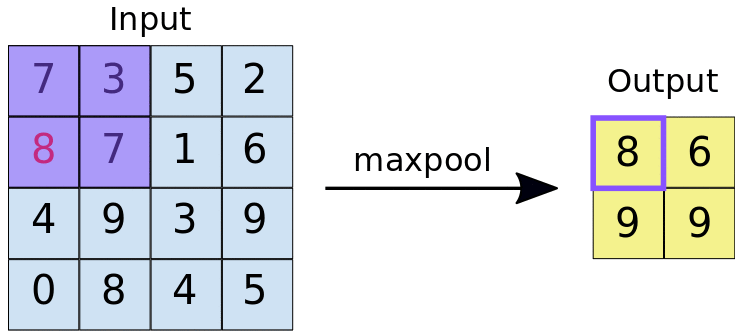 Input
7 3 5 2
8 7 1 6
4 9 3 9
0 8 4 5
maxpool
Output
8 6
9 9